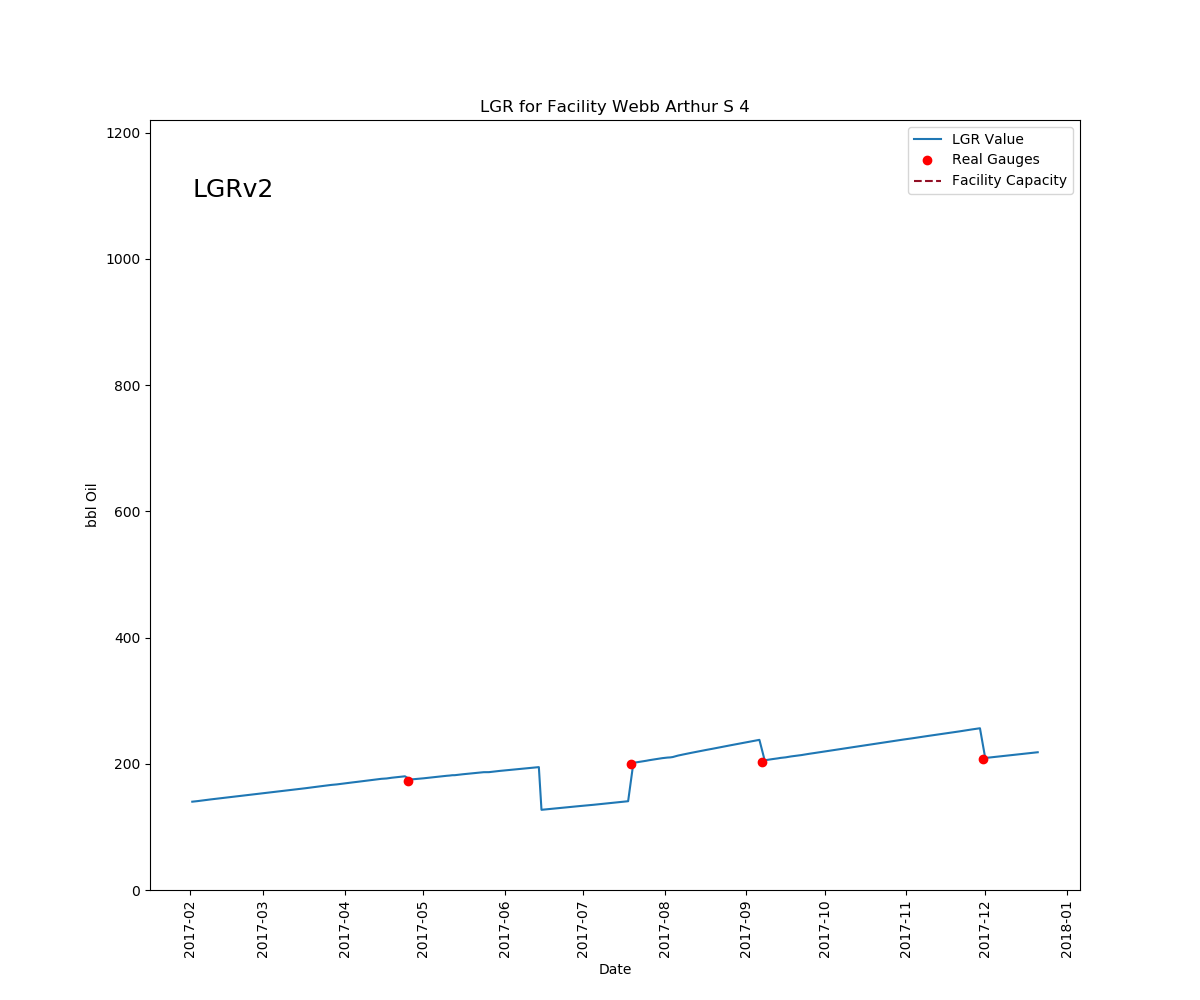 LGR for Facility Webb Arthur S 4
LGRv2
LGR Value
Real Gauges
Facility Capacity
1200
1000
800
600
400
200
0
bbl Oil
2017-02
2017-03
2017-04
2017-05
2017-06
2017-07
2017-08
2017-09
2017-10
2017-11
2017-12
2018-01
Date